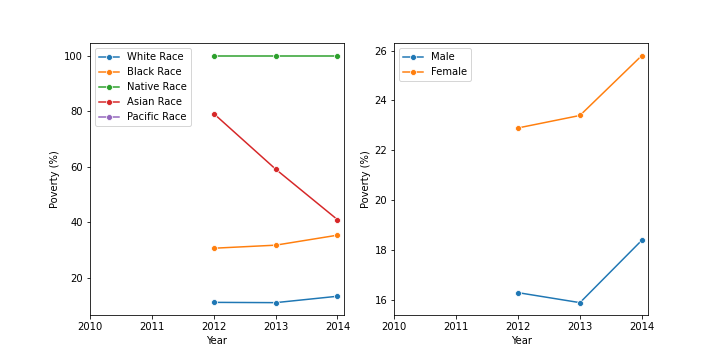 Poverty (%)
100
80
60
40
20
White Race
Black Race
Native Race
Asian Race
Pacific Race
2010 2011 2012 2013 2014
Year
Poverty (%)
26
24
22
20
18
16
Male
Female
2010 2011 2012 2013 2014
Year